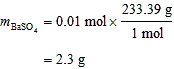 m_BaSO₄ = 0.01 mol × 233.39 g / 1 mol
= 2.3 g